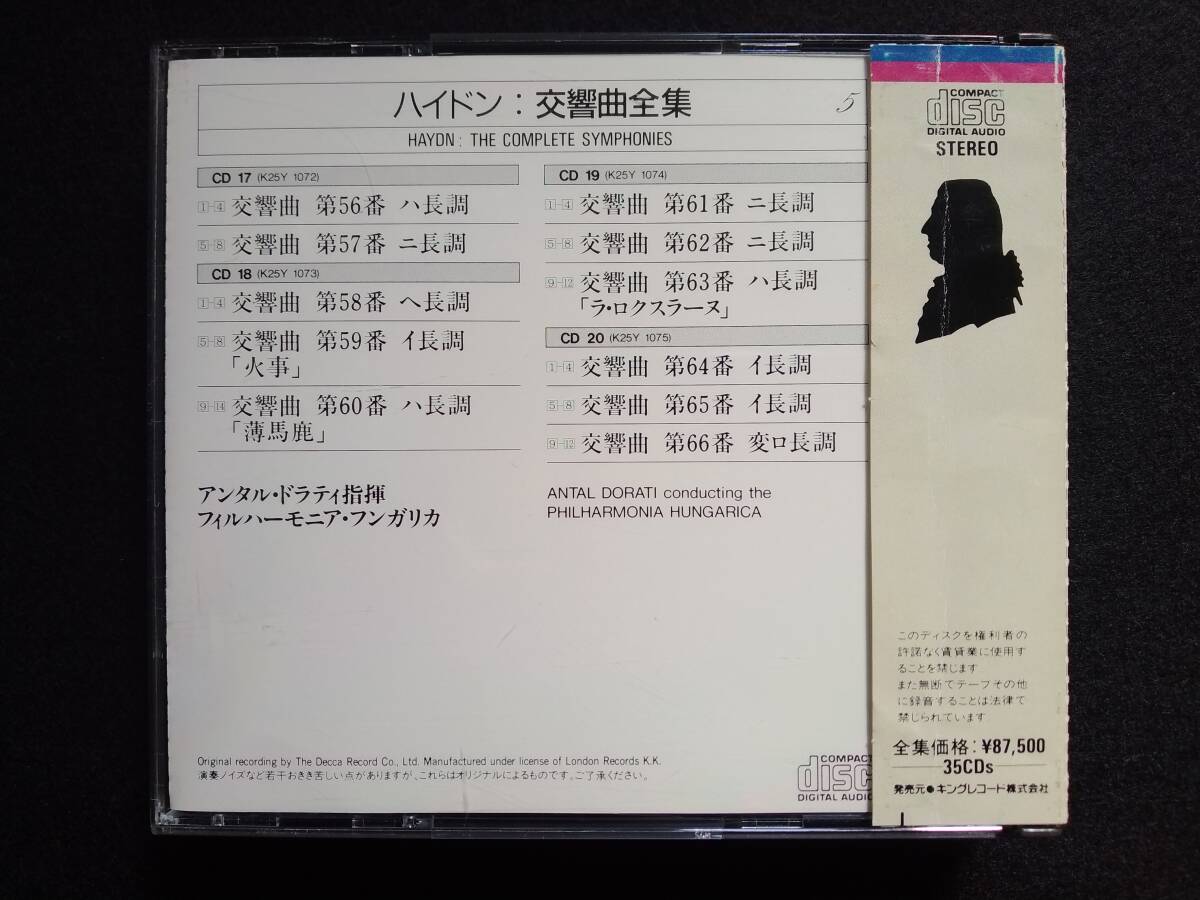 ハイドン：交響曲全集 5
HAYDN: THE COMPLETE SYMPHONIES
CD 17 (K25Y 1072)
1-4 交響曲 第56番 ハ長調
5-8 交響曲 第57番 ニ長調
CD 18 (K25Y 1073)
1-4 交響曲 第58番 ヘ長調
5-8 交響曲 第59番 イ長調
「火事」
9-14 交響曲 第60番 ハ長調
「薄馬鹿」
アンタル・ドラティ指揮
フィルハーモニア・フンガリカ
CD 19 (K25Y 1074)
1-4 交響曲 第61番 ニ長調
5-8 交響曲 第62番 ニ長調
9-12 交響曲 第63番 ハ長調
「ラ・ロクスラーヌ」
CD 20 (K25Y 1075)
1-4 交響曲 第64番 イ長調
5-8 交響曲 第65番 イ長調
9-12 交響曲 第66番 変ロ長調
ANTAL DORATI conducting the
PHILHARMONIA HUNGARICA
Original recording by The Decca Record Co., Ltd. Manufactured under license of London Records K.K.
演奏ノイズなど若干おきき苦しい点がありますが、これらはオリジナルによるものです。ご了承ください。
COMPACT
disc
DIGITAL AUDIO
COMPACT
disc
DIGITAL AUDIO
STEREO
このディスクを権利者の
許諾なく賃貸業に使用す
ることを禁じます
また無断でテープその他
に録音することは法律で
禁じられています
全集価格：¥87,500
35CDs
発売元●キングレコード株式会社